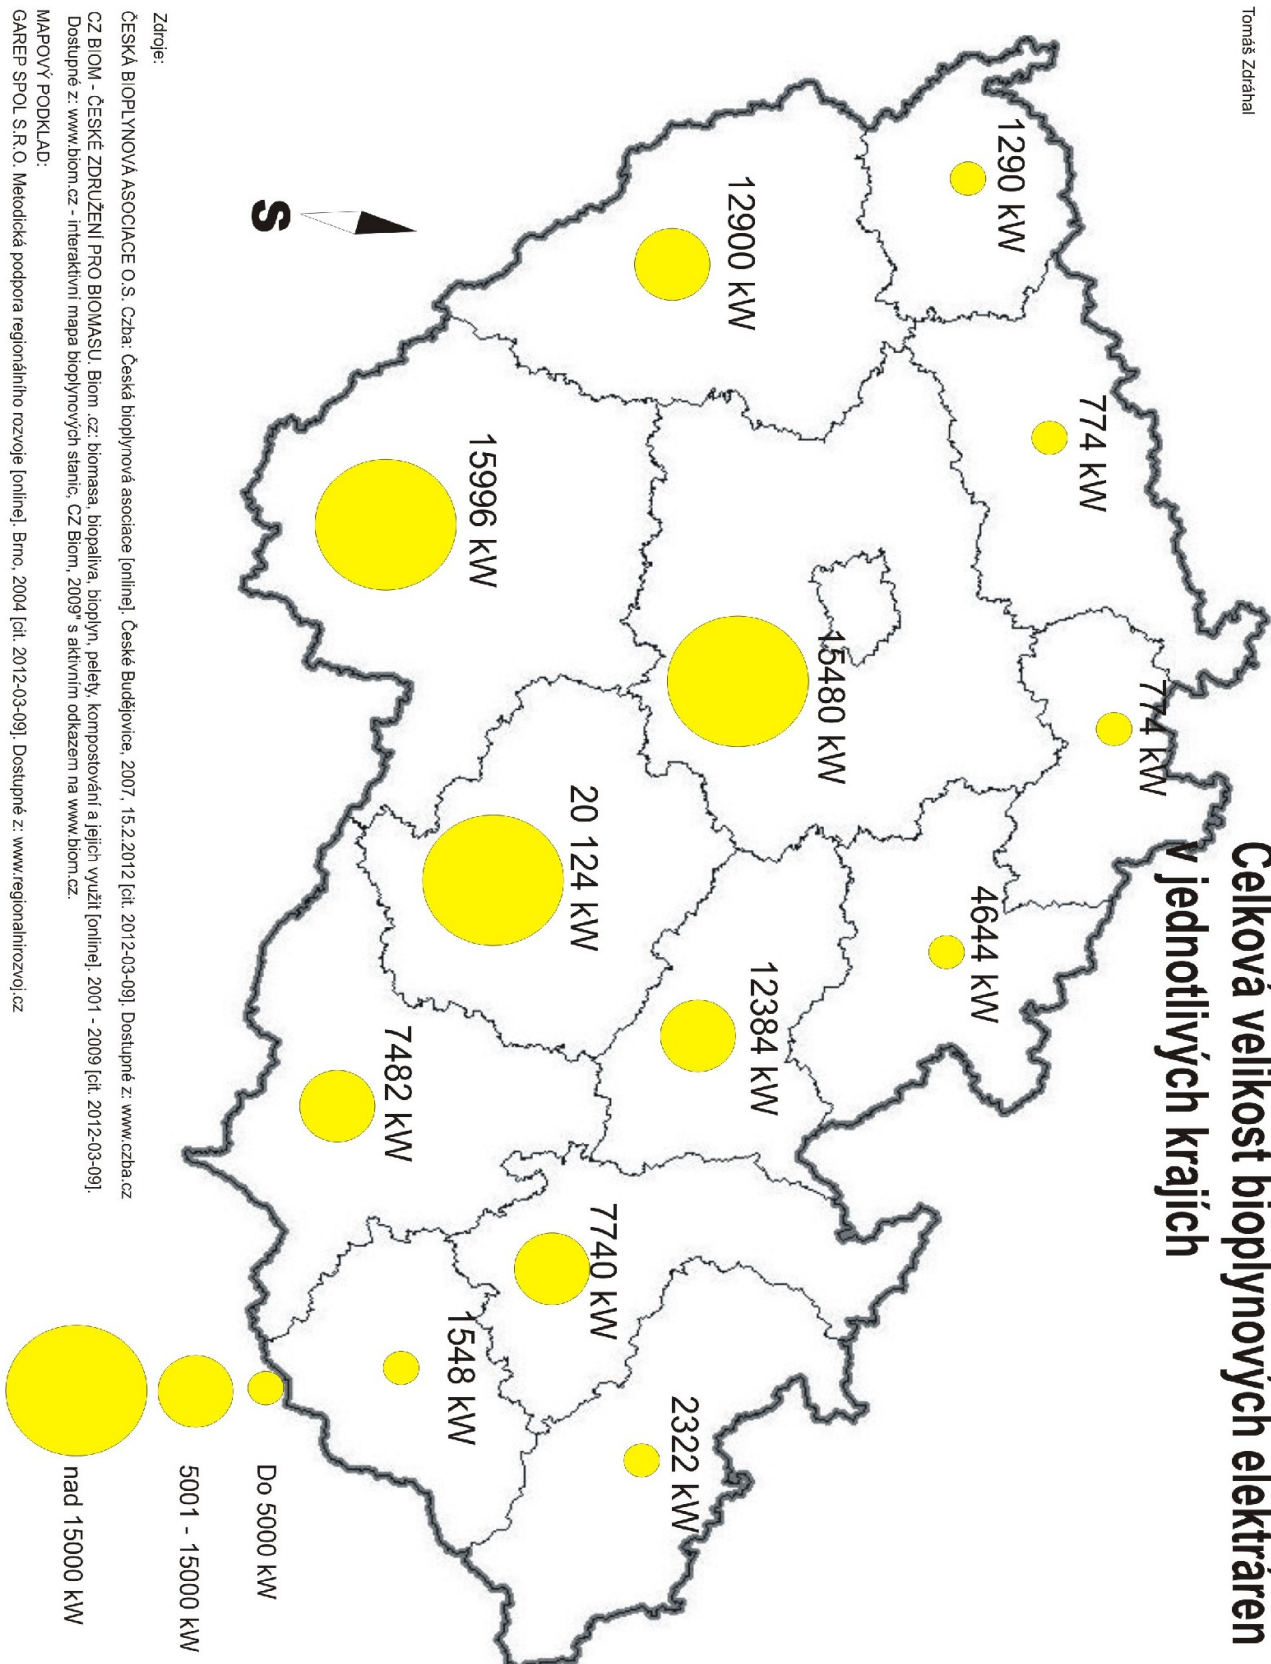 Tomáš Zdráhal
Celková velikost bioplynových elektráren
v jednotlivých krajích
1290 kW
774 kW
774 kW
4644 kW
12900 kW
15480 kW
12384 kW
15996 kW
20 124 kW
7482 kW
7740 kW
1548 kW
2322 kW
S
Do 5000 kW
5001 - 15000 kW
nad 15000 kW
Zdroje:
ČESKÁ BIOPLYNOVÁ ASOCIACE O.S. Czba: Česká bioplynová asociace [online]. České Budějovice, 2007, 15.2.2012 [cit. 2012-03-09]. Dostupné z: www.czba.cz
CZ BIOM - ČESKÉ ZDRUŽENÍ PRO BIOMASU. Biom .cz: biomasa, biopaliva, bioplyn, pelety, kompostování a jejich využit [online]. 2001 - 2009 [cit. 2012-03-09].
Dostupné z: www.biom.cz - interaktivní mapa bioplynových stanic, CZ Biom, 2009" s aktivním odkazem na www.biom.cz.
MAPOVÝ PODKLAD:
GAREP SPOL S.R.O. Metodická podpora regionálního rozvoje [online]. Brno, 2004 [cit. 2012-03-09]. Dostupné z: www.regionalnirozvoj.cz